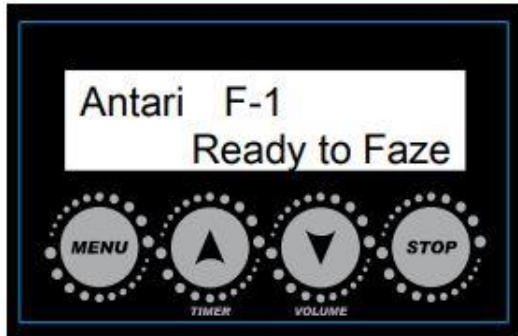 Antari F-1
Ready to Faze
MENU
STOP
TIMER
VOLUME